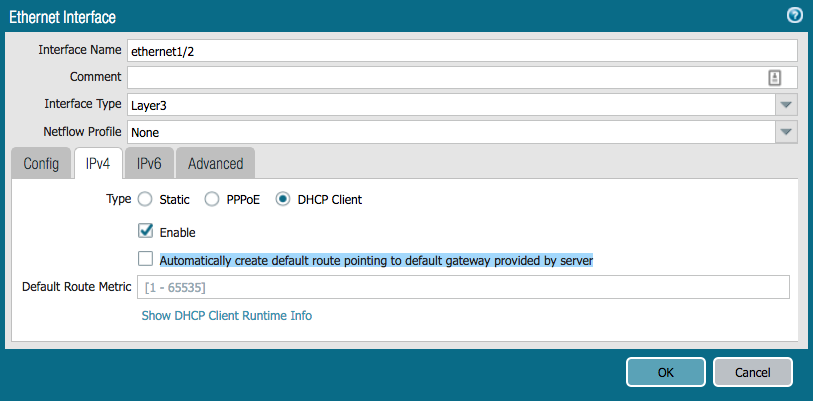 Ethernet Interface
Interface Name ethernet1/2
Comment
Interface Type Layer3
Netflow Profile None
Config IPv4 IPv6 Advanced
Type Static PPPoE DHCP Client
Enable
Automatically create default route pointing to default gateway provided by server
Default Route Metric [1 - 65535]
Show DHCP Client Runtime Info
OK Cancel